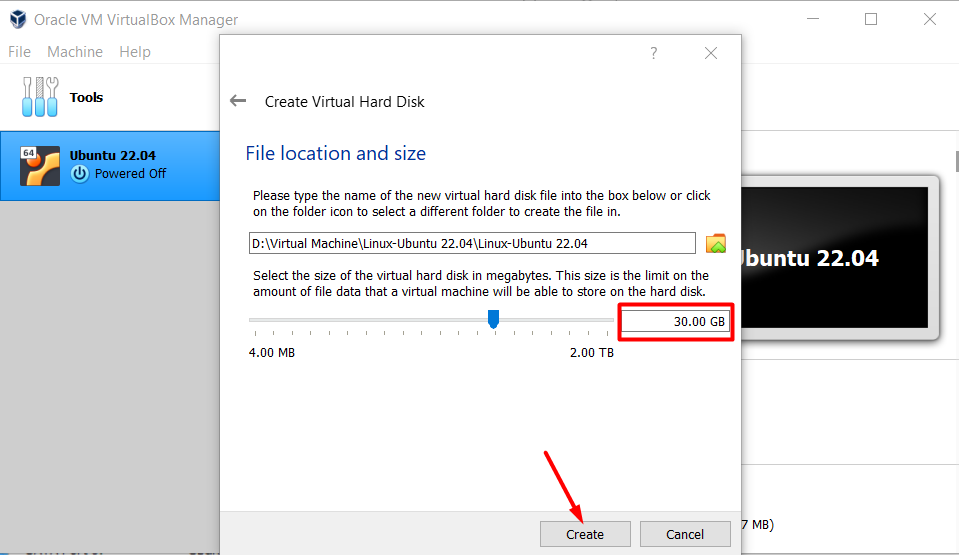 Oracle VM VirtualBox Manager
File Machine Help
Tools
64
Ubuntu 22.04
Powered Off
?
Create Virtual Hard Disk
File location and size
Please type the name of the new virtual hard disk file into the box below or click
on the folder icon to select a different folder to create the file in.
D:\Virtual Machine\Linux-Ubuntu 22.04\Linux-Ubuntu 22.04
Select the size of the virtual hard disk in megabytes. This size is the limit on the
amount of file data that a virtual machine will be able to store on the hard disk.
30.00 GB
4.00 MB 2.00 TB
Create Cancel
Ubuntu 22.04
7 MB)